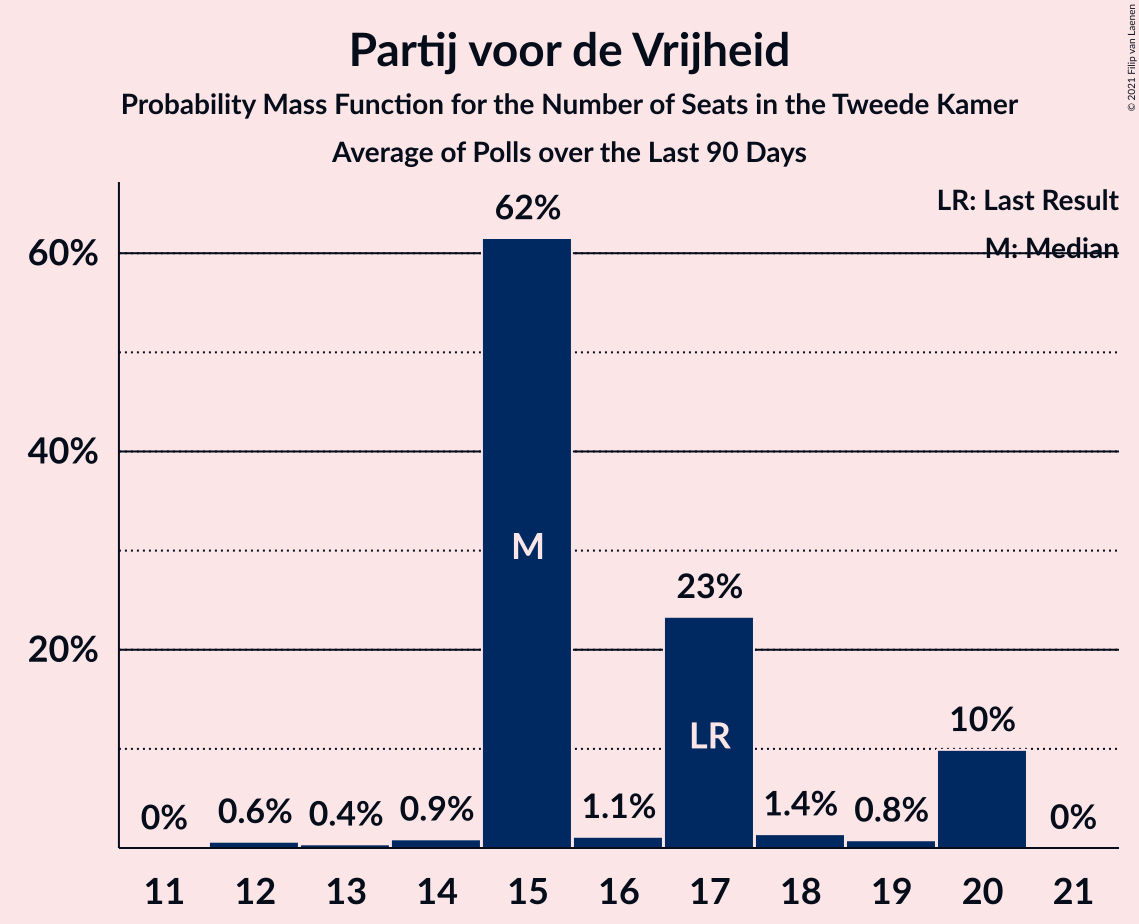 Partij voor de Vrijheid
Probability Mass Function for the Number of Seats in the Tweede Kamer
Average of Polls over the Last 90 Days
© 2021 Filip van Laenen
LR: Last Result
M: Median
60%
40%
20%
0%
0.6%
0.4%
0.9%
62%
M
1.1%
23%
LR
1.4%
0.8%
10%
0%
11 12 13 14 15 16 17 18 19 20 21